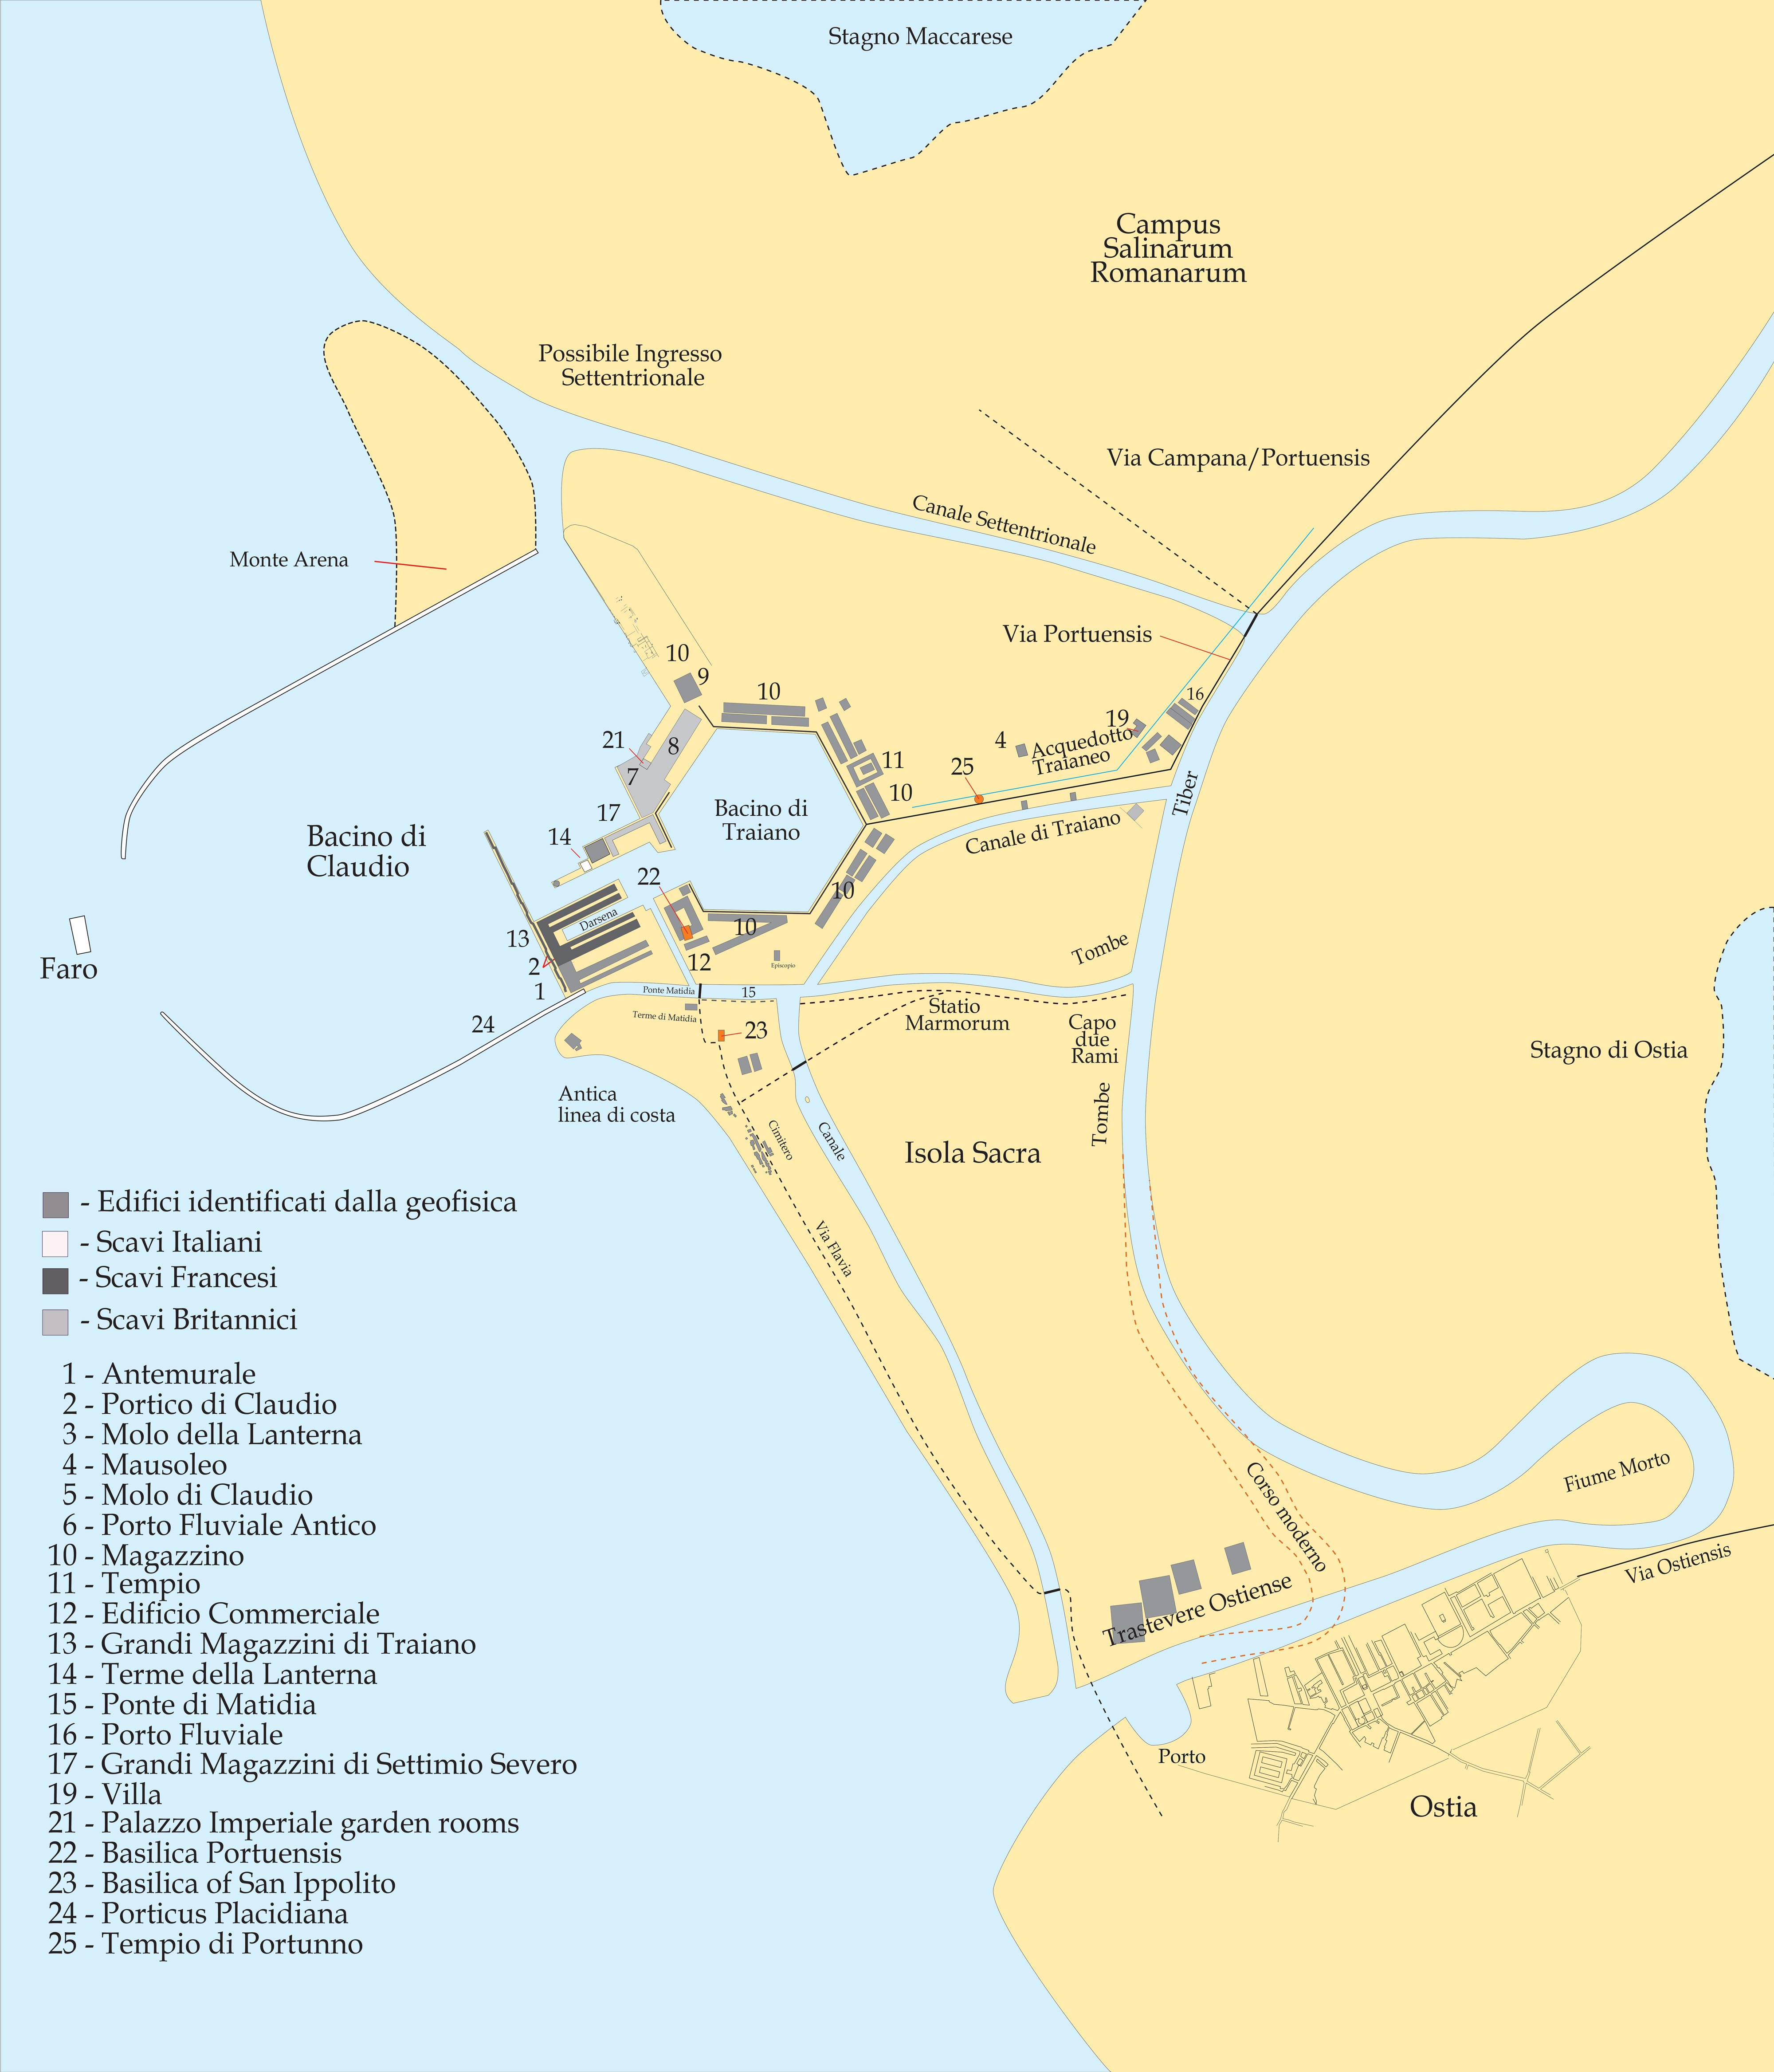 Stagno Maccarese
Campus
Salinarum
Romanarum
Possibile Ingresso
Settentrionale
Via Campana/Portuensis
Canale Settentrionale
Monte Arena
Via Portuensis
10
9
10
16
19
21
8
4
Acquedotto
Traianeo
11
25
7
10
Tiber
17
Bacino di
Traiano
Canale di Traiano
Bacino di
Claudio
14
22
10
Darsena
10
13
Tombe
12
Episcopio
2
Faro
1
Ponte Matidia
15
Statio
Marmorum
Terme di Matidia
24
23
Capo
due
Rami
Stagno di Ostia
Antica
linea di costa
Tombe
Cimitero
Canale
Isola Sacra
Via Flavia
- Edifici identificati dalla geofisica
- Scavi Italiani
- Scavi Francesi
- Scavi Britannici
1 - Antemurale
2 - Portico di Claudio
3 - Molo della Lanterna
4 - Mausoleo
5 - Molo di Claudio
6 - Porto Fluviale Antico
10 - Magazzino
11 - Tempio
12 - Edificio Commerciale
13 - Grandi Magazzini di Traiano
14 - Terme della Lanterna
15 - Ponte di Matidia
16 - Porto Fluviale
17 - Grandi Magazzini di Settimio Severo
19 - Villa
21 - Palazzo Imperiale garden rooms
22 - Basilica Portuensis
23 - Basilica of San Ippolito
24 - Porticus Placidiana
25 - Tempio di Portunno
Fiume Morto
Corso moderno
Via Ostiensis
Trastevere Ostiense
Porto
Ostia